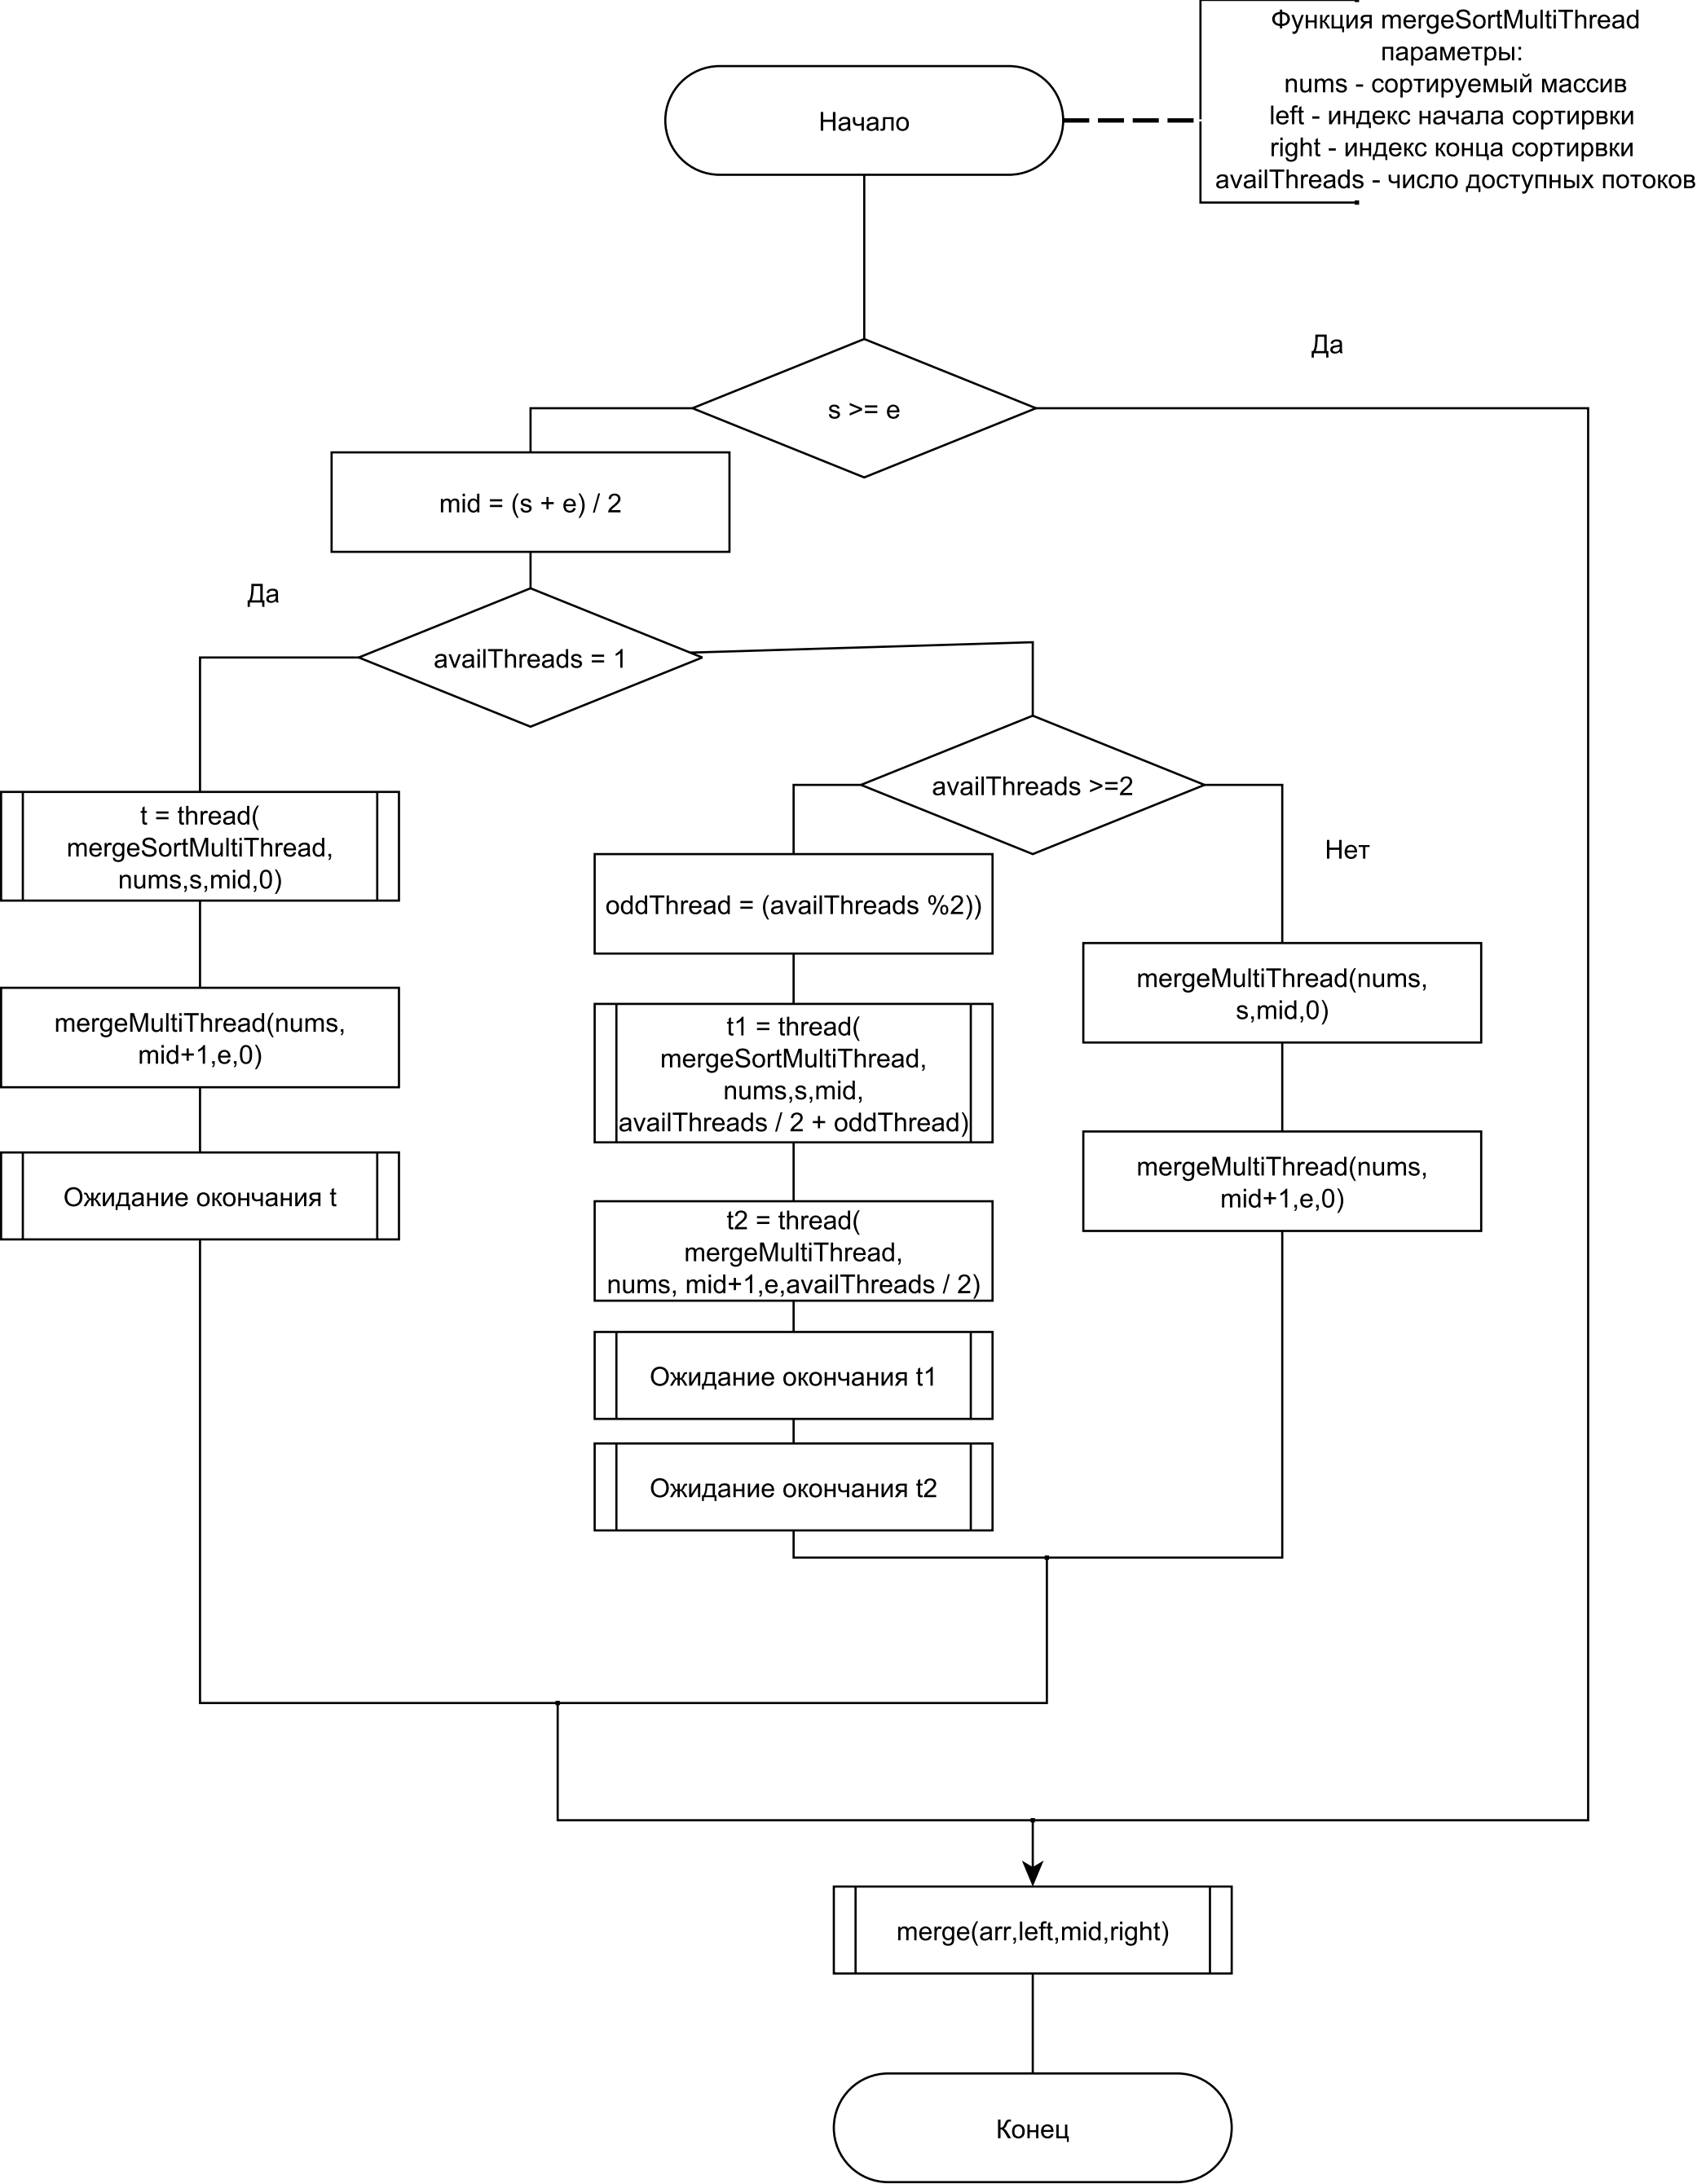 Функция mergeSortMultiThread
параметры:
nums - сортируемый массив
left - индекс начала сортирвки
right - индекс конца сортирвки
availThreads - число доступных потоков
Начало
Да
s >= e
mid = (s + e) / 2
Да
availThreads = 1
availThreads >=2
t = thread(
mergeSortMultiThread,
nums,s,mid,0)
Нет
oddThread = (availThreads %2))
mergeMultiThread(nums,
s,mid,0)
mergeMultiThread(nums,
mid+1,e,0)
t1 = thread(
mergeSortMultiThread,
nums,s,mid,
availThreads / 2 + oddThread)
mergeMultiThread(nums,
mid+1,e,0)
Ожидание окончания t
t2 = thread(
mergeMultiThread,
nums, mid+1,e,availThreads / 2)
Ожидание окончания t1
Ожидание окончания t2
merge(arr,left,mid,right)
Конец